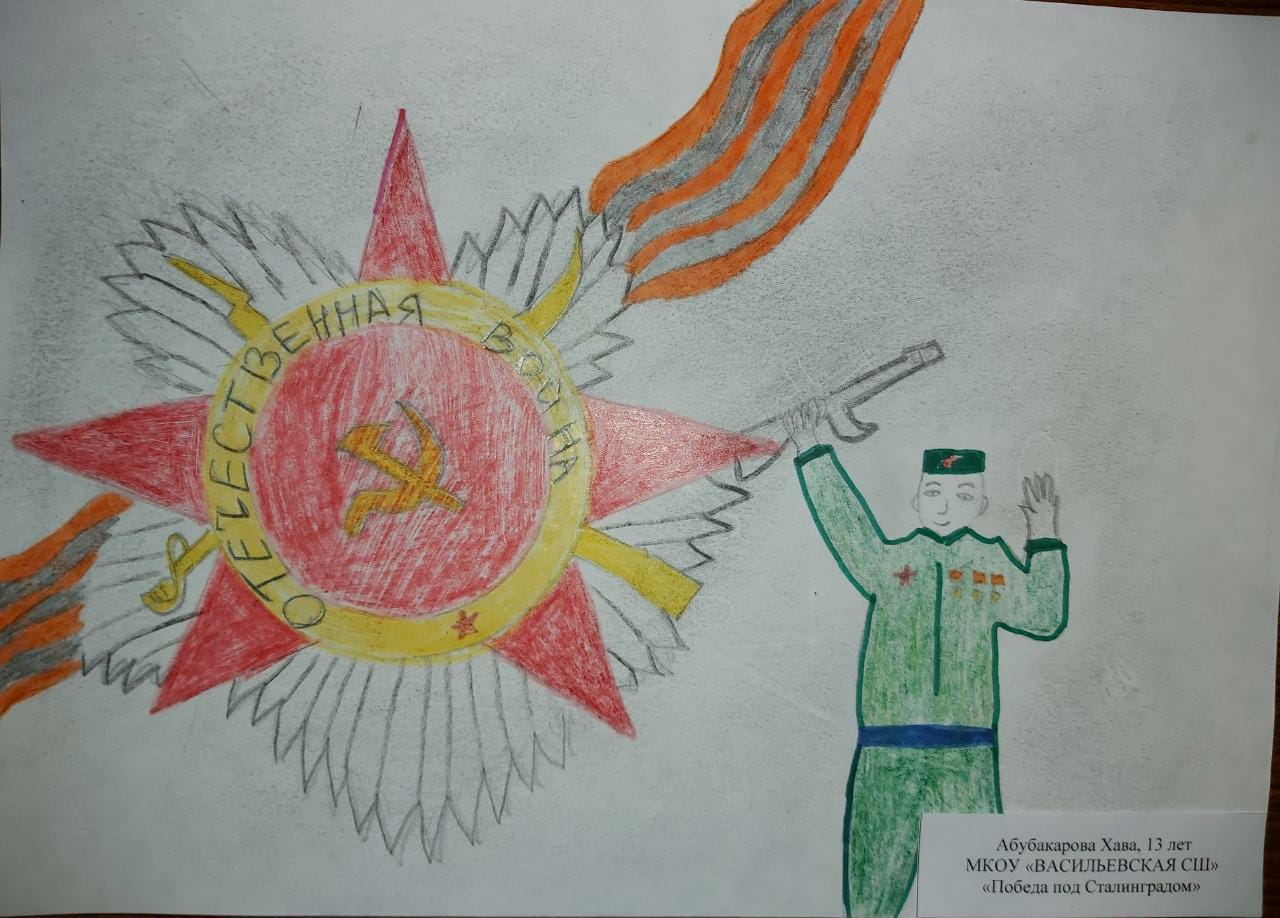 ОТЕЧЕСТВЕННАЯ ВОЙНА
Абубакарова Хава, 13 лет
МКОУ «ВАСИЛЬЕВСКАЯ СШ»
«Победа под Сталинградом»